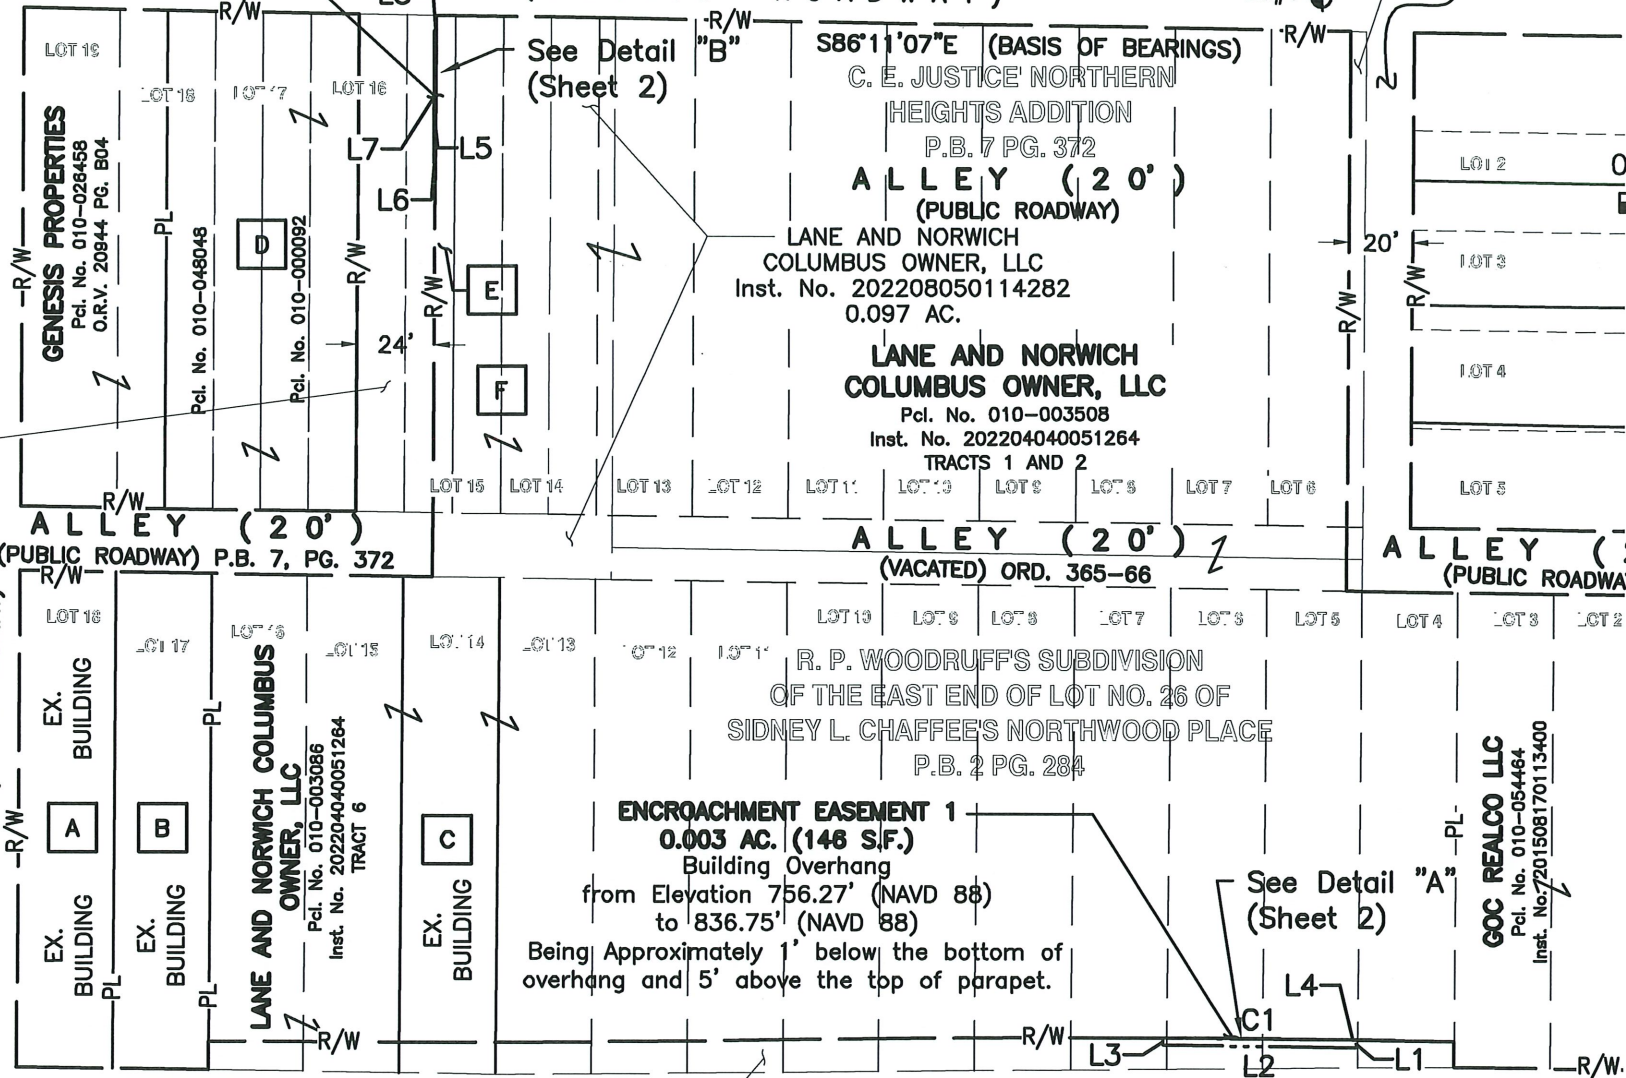 R/W
R/W
R/W
See Detail "B"
(Sheet 2)
S86°11'07"E (BASIS OF BEARINGS)
C. E. JUSTICE' NORTHERN
HEIGHTS ADDITION
P.B. 7 PG. 372
ALLEY (20')
(PUBLIC ROADWAY)
LANE AND NORWICH
COLUMBUS OWNER, LLC
Inst. No. 202208050114282
0.097 AC.
LANE AND NORWICH
COLUMBUS OWNER, LLC
Pcl. No. 010-003508
Inst. No. 202204040051264
TRACTS 1 AND 2
LOT 19
LOT 18
LOT 17
LOT 16
L7
L5
L6
GENESIS PROPERTIES
Pcl. No. 010-026458
O.R.V. 20944 PG. B04
R/W
PL
Pcl. No. 010-048048
D
Pcl. No. 010-000092
R/W
R/W
E
24'
F
20'
R/W
R/W
LOT 2
LOT 3
LOT 4
LOT 5
LOT 15
LOT 14
LOT 13
LOT 12
LOT 11
LOT 10
LOT 9
LOT 8
LOT 7
LOT 6
R/W
ALLEY (20')
(PUBLIC ROADWAY) P.B. 7, PG. 372
R/W
ALLEY (20')
(VACATED) ORD. 365-66
ALLEY (
(PUBLIC ROADWA
LOT 18
LOT 17
LOT 16
LOT 15
LOT 14
LOT 13
LOT 12
LOT 11
LOT 10
LOT 9
LOT 8
LOT 7
LOT 6
LOT 5
LOT 4
LOT 3
LOT 2
R. P. WOODRUFF'S SUBDIVISION
OF THE EAST END OF LOT NO. 26 OF
SIDNEY L. CHAFFEE'S NORTHWOOD PLACE
P.B. 2 PG. 284
EX.
BUILDING
A
EX.
BUILDING
R/W
PL
B
EX.
BUILDING
PL
PL
LANE AND NORWICH COLUMBUS
OWNER, LLC
Pcl. No. 010-003086
Inst. No. 202204040051264
TRACT 6
C
EX.
BUILDING
ENCROACHMENT EASEMENT 1
0.003 AC. (146 S.F.)
Building Overhang
from Elevation 756.27' (NAVD 88)
to 836.75' (NAVD 88)
Being Approximately 1' below the bottom of
overhang and 5' above the top of parapet.
See Detail "A"
(Sheet 2)
PL
GOC REALCO LLC
Pcl. No. 010-054464
Inst. No. 201508170113400
R/W
R/W
L4
C1
L3
L2
L1
R/W